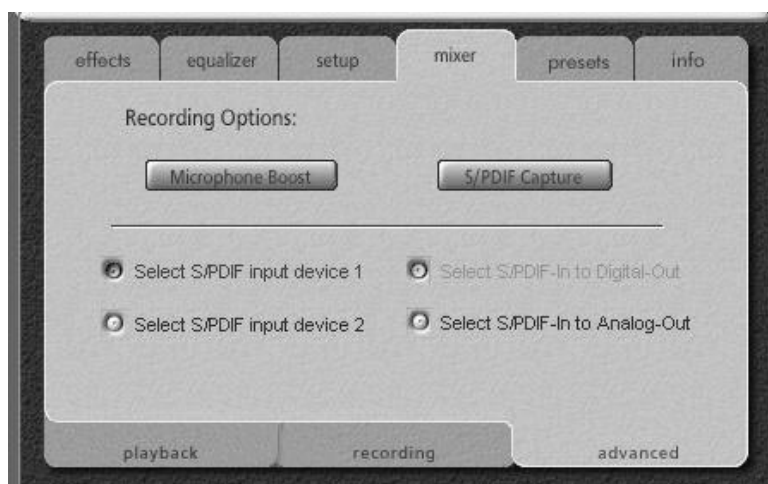 effects equalizer setup mixer presets info
Recording Options:
Microphone Boost S/PDIF Capture
Select S/PDIF input device 1 Select S/PDIF-In to Digital-Out
Select S/PDIF input device 2 Select S/PDIF-In to Analog-Out
playback recording advanced